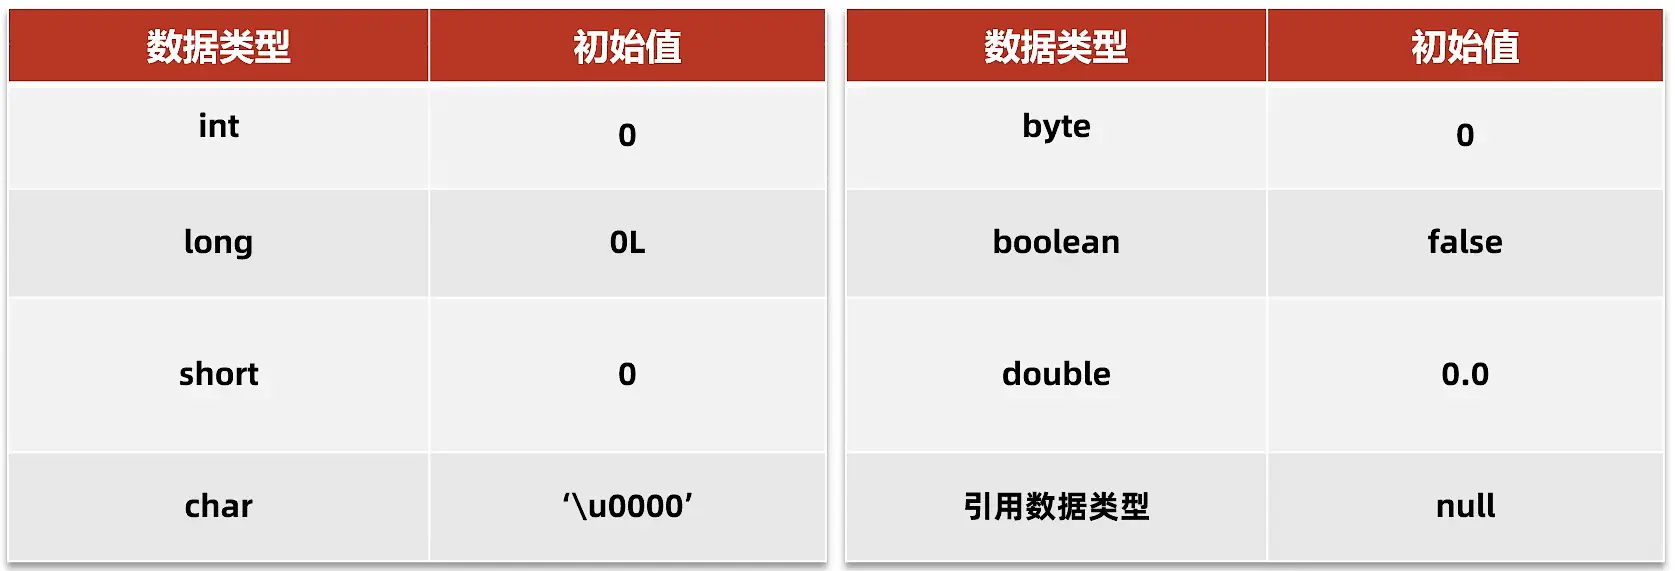 数据类型 初始值
int 0
long 0L
short 0
char ‘\u0000’
数据类型 初始值
byte 0
boolean false
double 0.0
引用数据类型 null